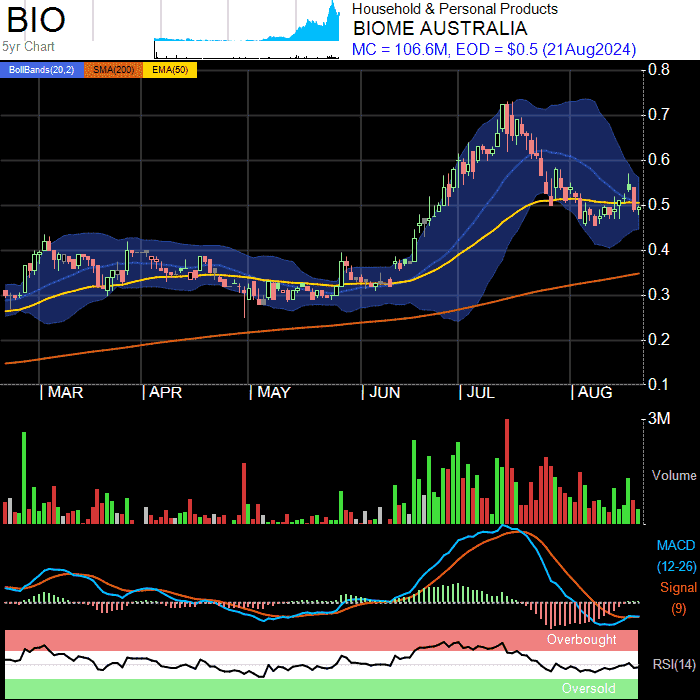 BIO
5yr Chart
Household & Personal Products
BIOME AUSTRALIA
MC = 106.6M, EOD = $0.5 (21Aug2024)
BollBands(20,2) SMA(200) EMA(50)
0.8
0.7
0.6
0.5
0.4
0.3
0.2
0.1
MAR APR MAY JUN JUL AUG
3M
Volume
MACD
(12-26)
Signal
(9)
Overbought
RSI(14)
Oversold